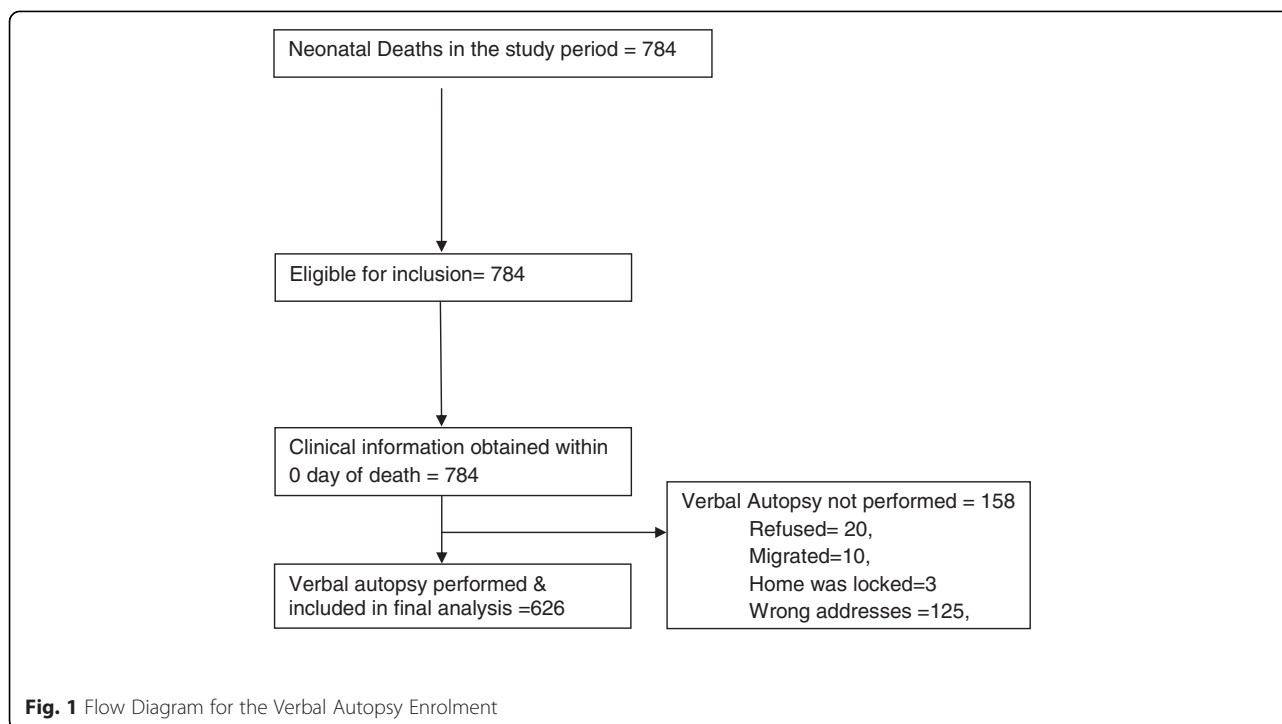 Neonatal Deaths in the study period = 784
Eligible for inclusion= 784
Clinical information obtained within
0 day of death = 784
Verbal Autopsy not performed = 158
Refused= 20,
Migrated=10,
Home was locked=3
Wrong addresses =125,
Verbal autopsy performed &
included in final analysis =626
Fig. 1 Flow Diagram for the Verbal Autopsy Enrolment